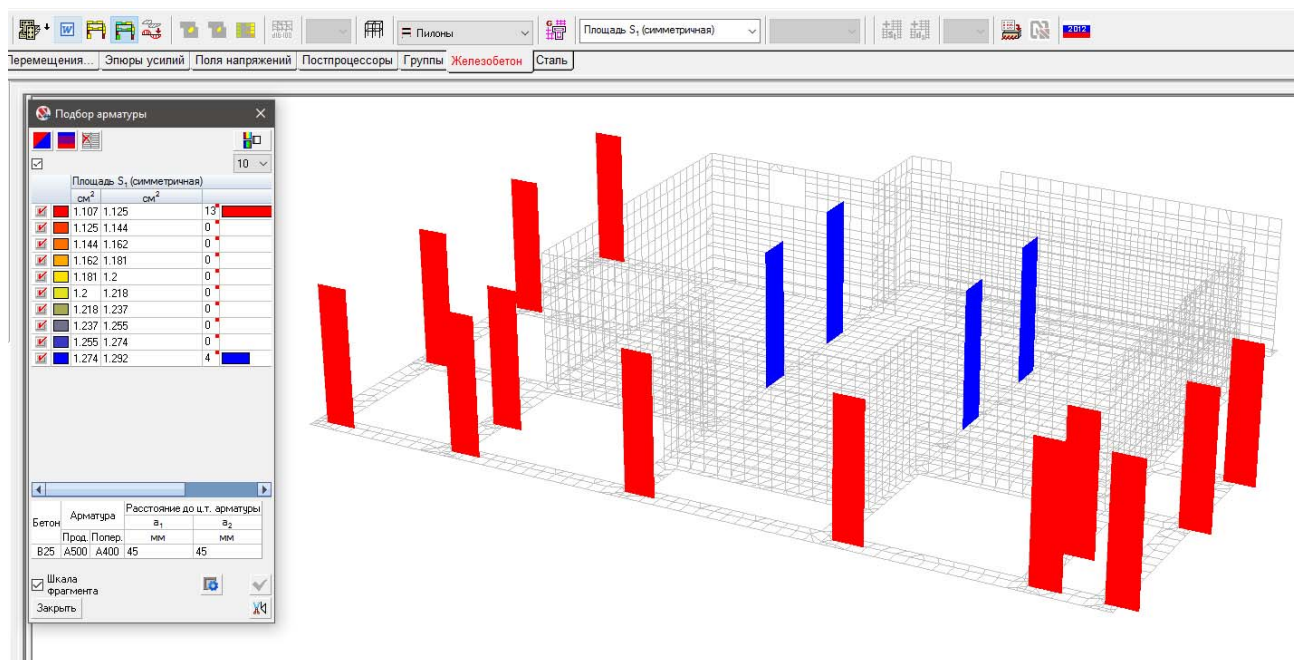 Пилоны
Площадь S₁ (симметричная)
2012
Перемещения... Эпюры усилий Поля напряжений Постпроцессоры Группы Железобетон Сталь
Подбор арматуры
10
Площадь S₁ (симметричная)
см² см²
1.107 1.125 13
1.125 1.144 0
1.144 1.162 0
1.162 1.181 0
1.181 1.2 0
1.2 1.218 0
1.218 1.237 0
1.237 1.255 0
1.255 1.274 0
1.274 1.292 4
Бетон Арматура Расстояние до ц.т. арматуры
a₁ a₂
Прод. Попер. мм мм
B25 A500 A400 45 45
Шкала
фрагмента
Закрыть